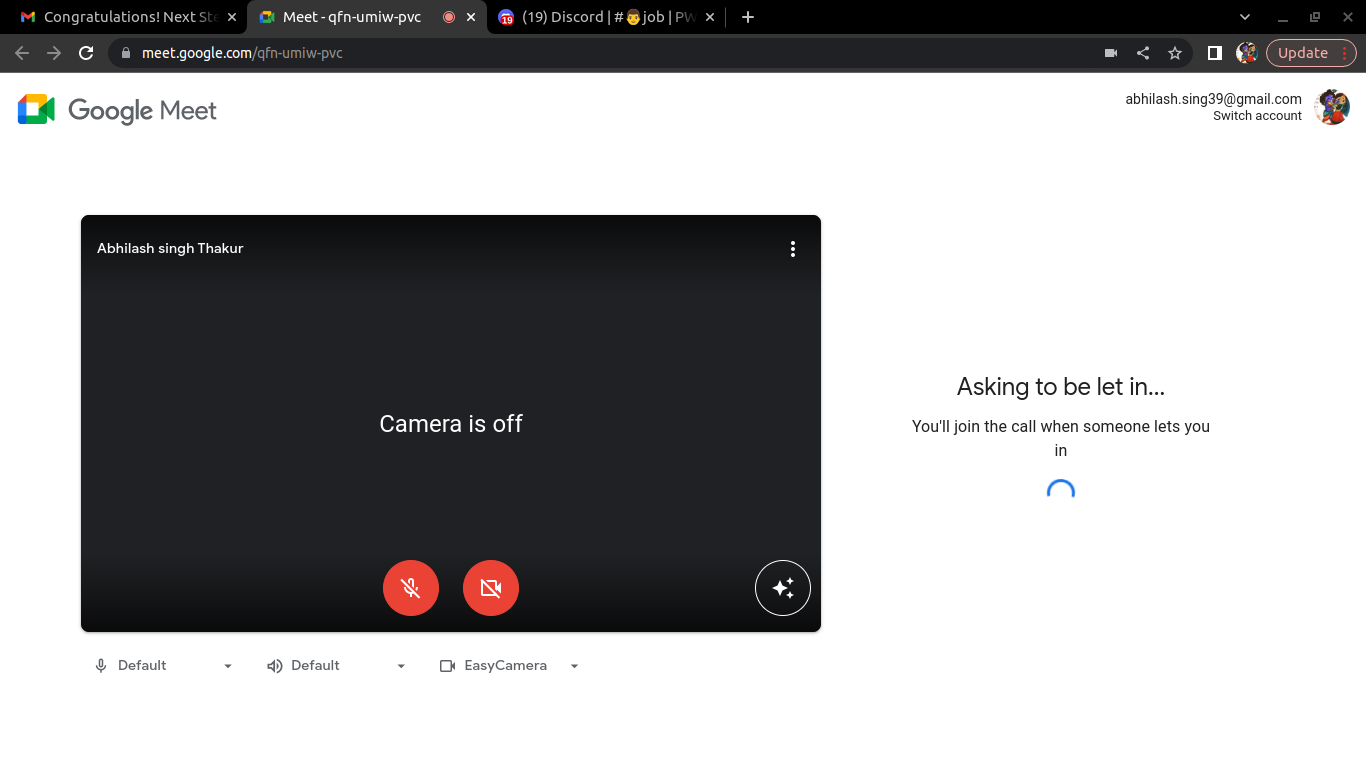 Congratulations! Next Ste
Meet - qfn-umiw-pvc
19
(19) Discord | #👨job | PW
meet.google.com/qfn-umiw-pvc
Update
Google Meet
abhilash.sing39@gmail.com
Switch account
Abhilash singh Thakur
Camera is off
Asking to be let in...
You'll join the call when someone lets you
in
Default
Default
EasyCamera